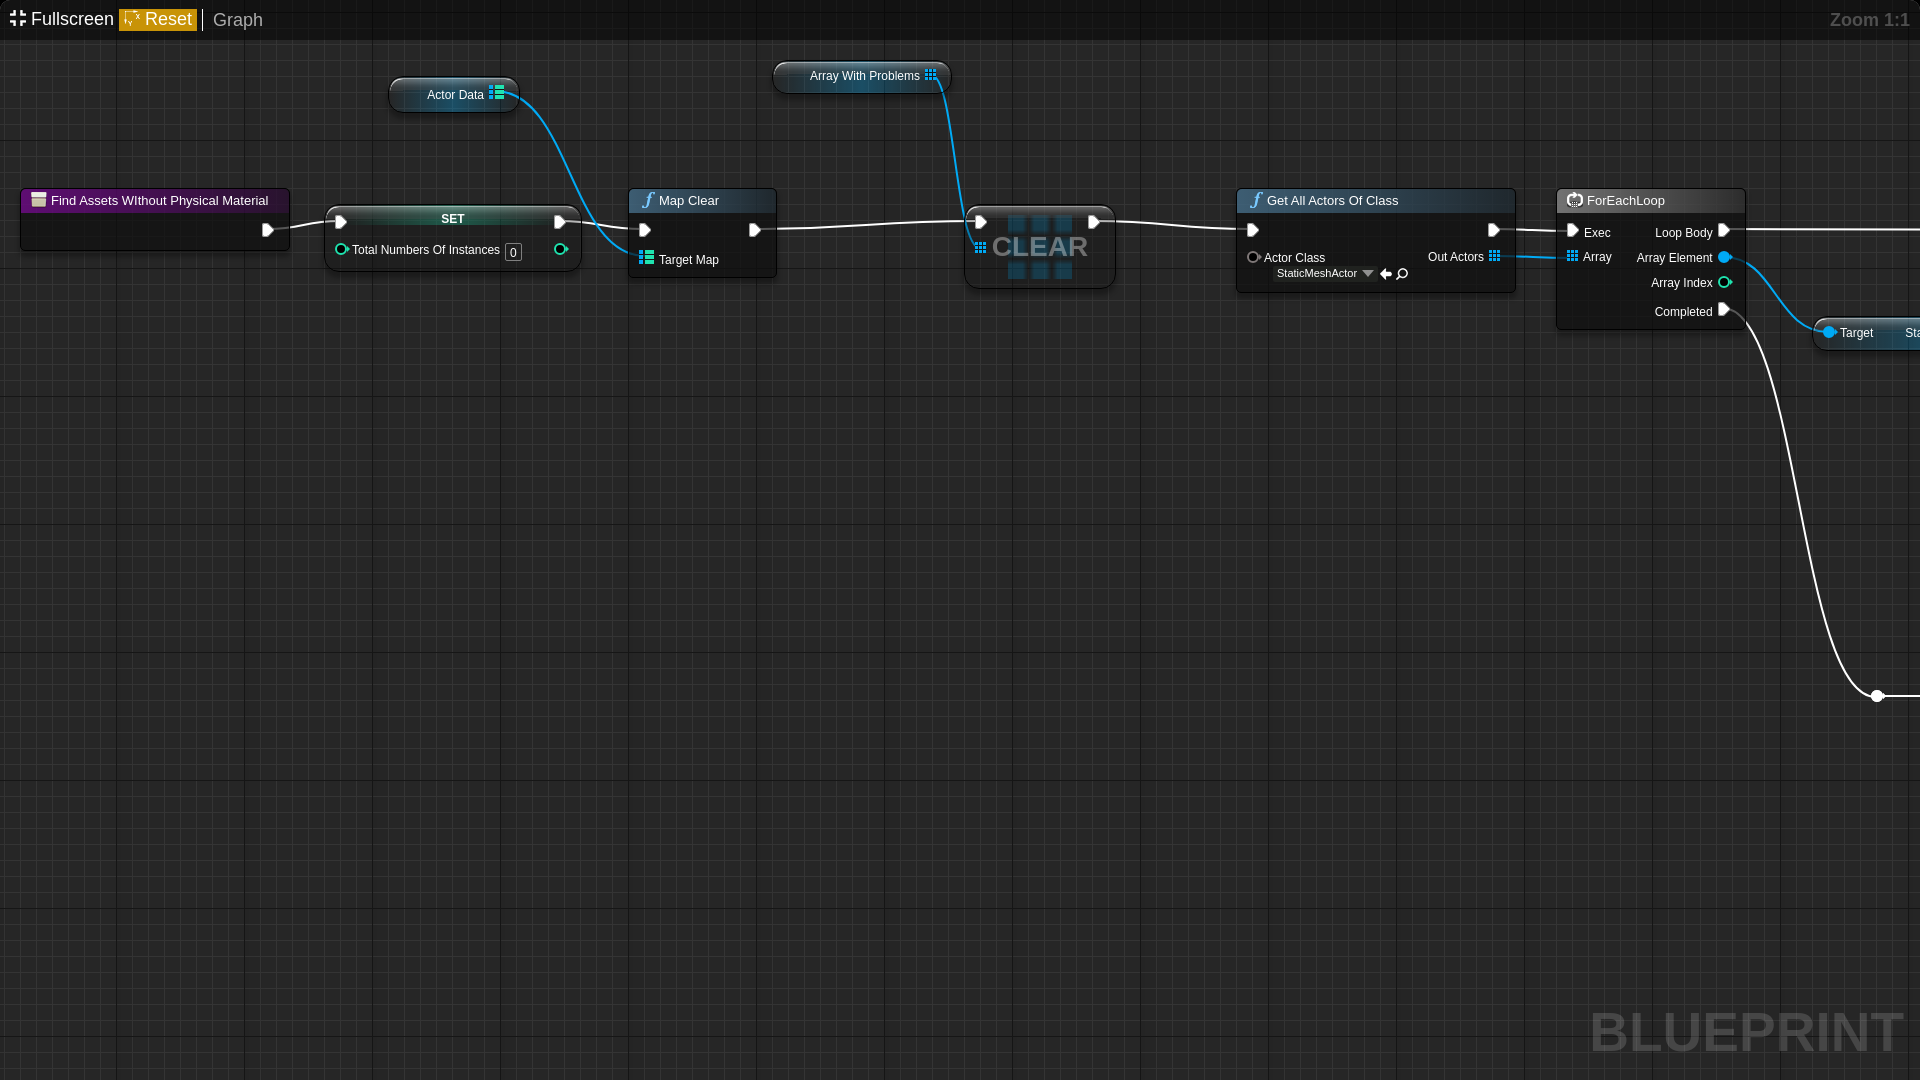 Fullscreen Reset Graph
Zoom 1:1
Array With Problems
Actor Data
Find Assets WIthout Physical Material
SET
Total Numbers Of Instances 0
Map Clear
Target Map
CLEAR
Get All Actors Of Class
Actor Class
StaticMeshActor
Out Actors
ForEachLoop
Exec Loop Body
Array Array Element
Array Index
Completed
Target Sta
BLUEPRINT